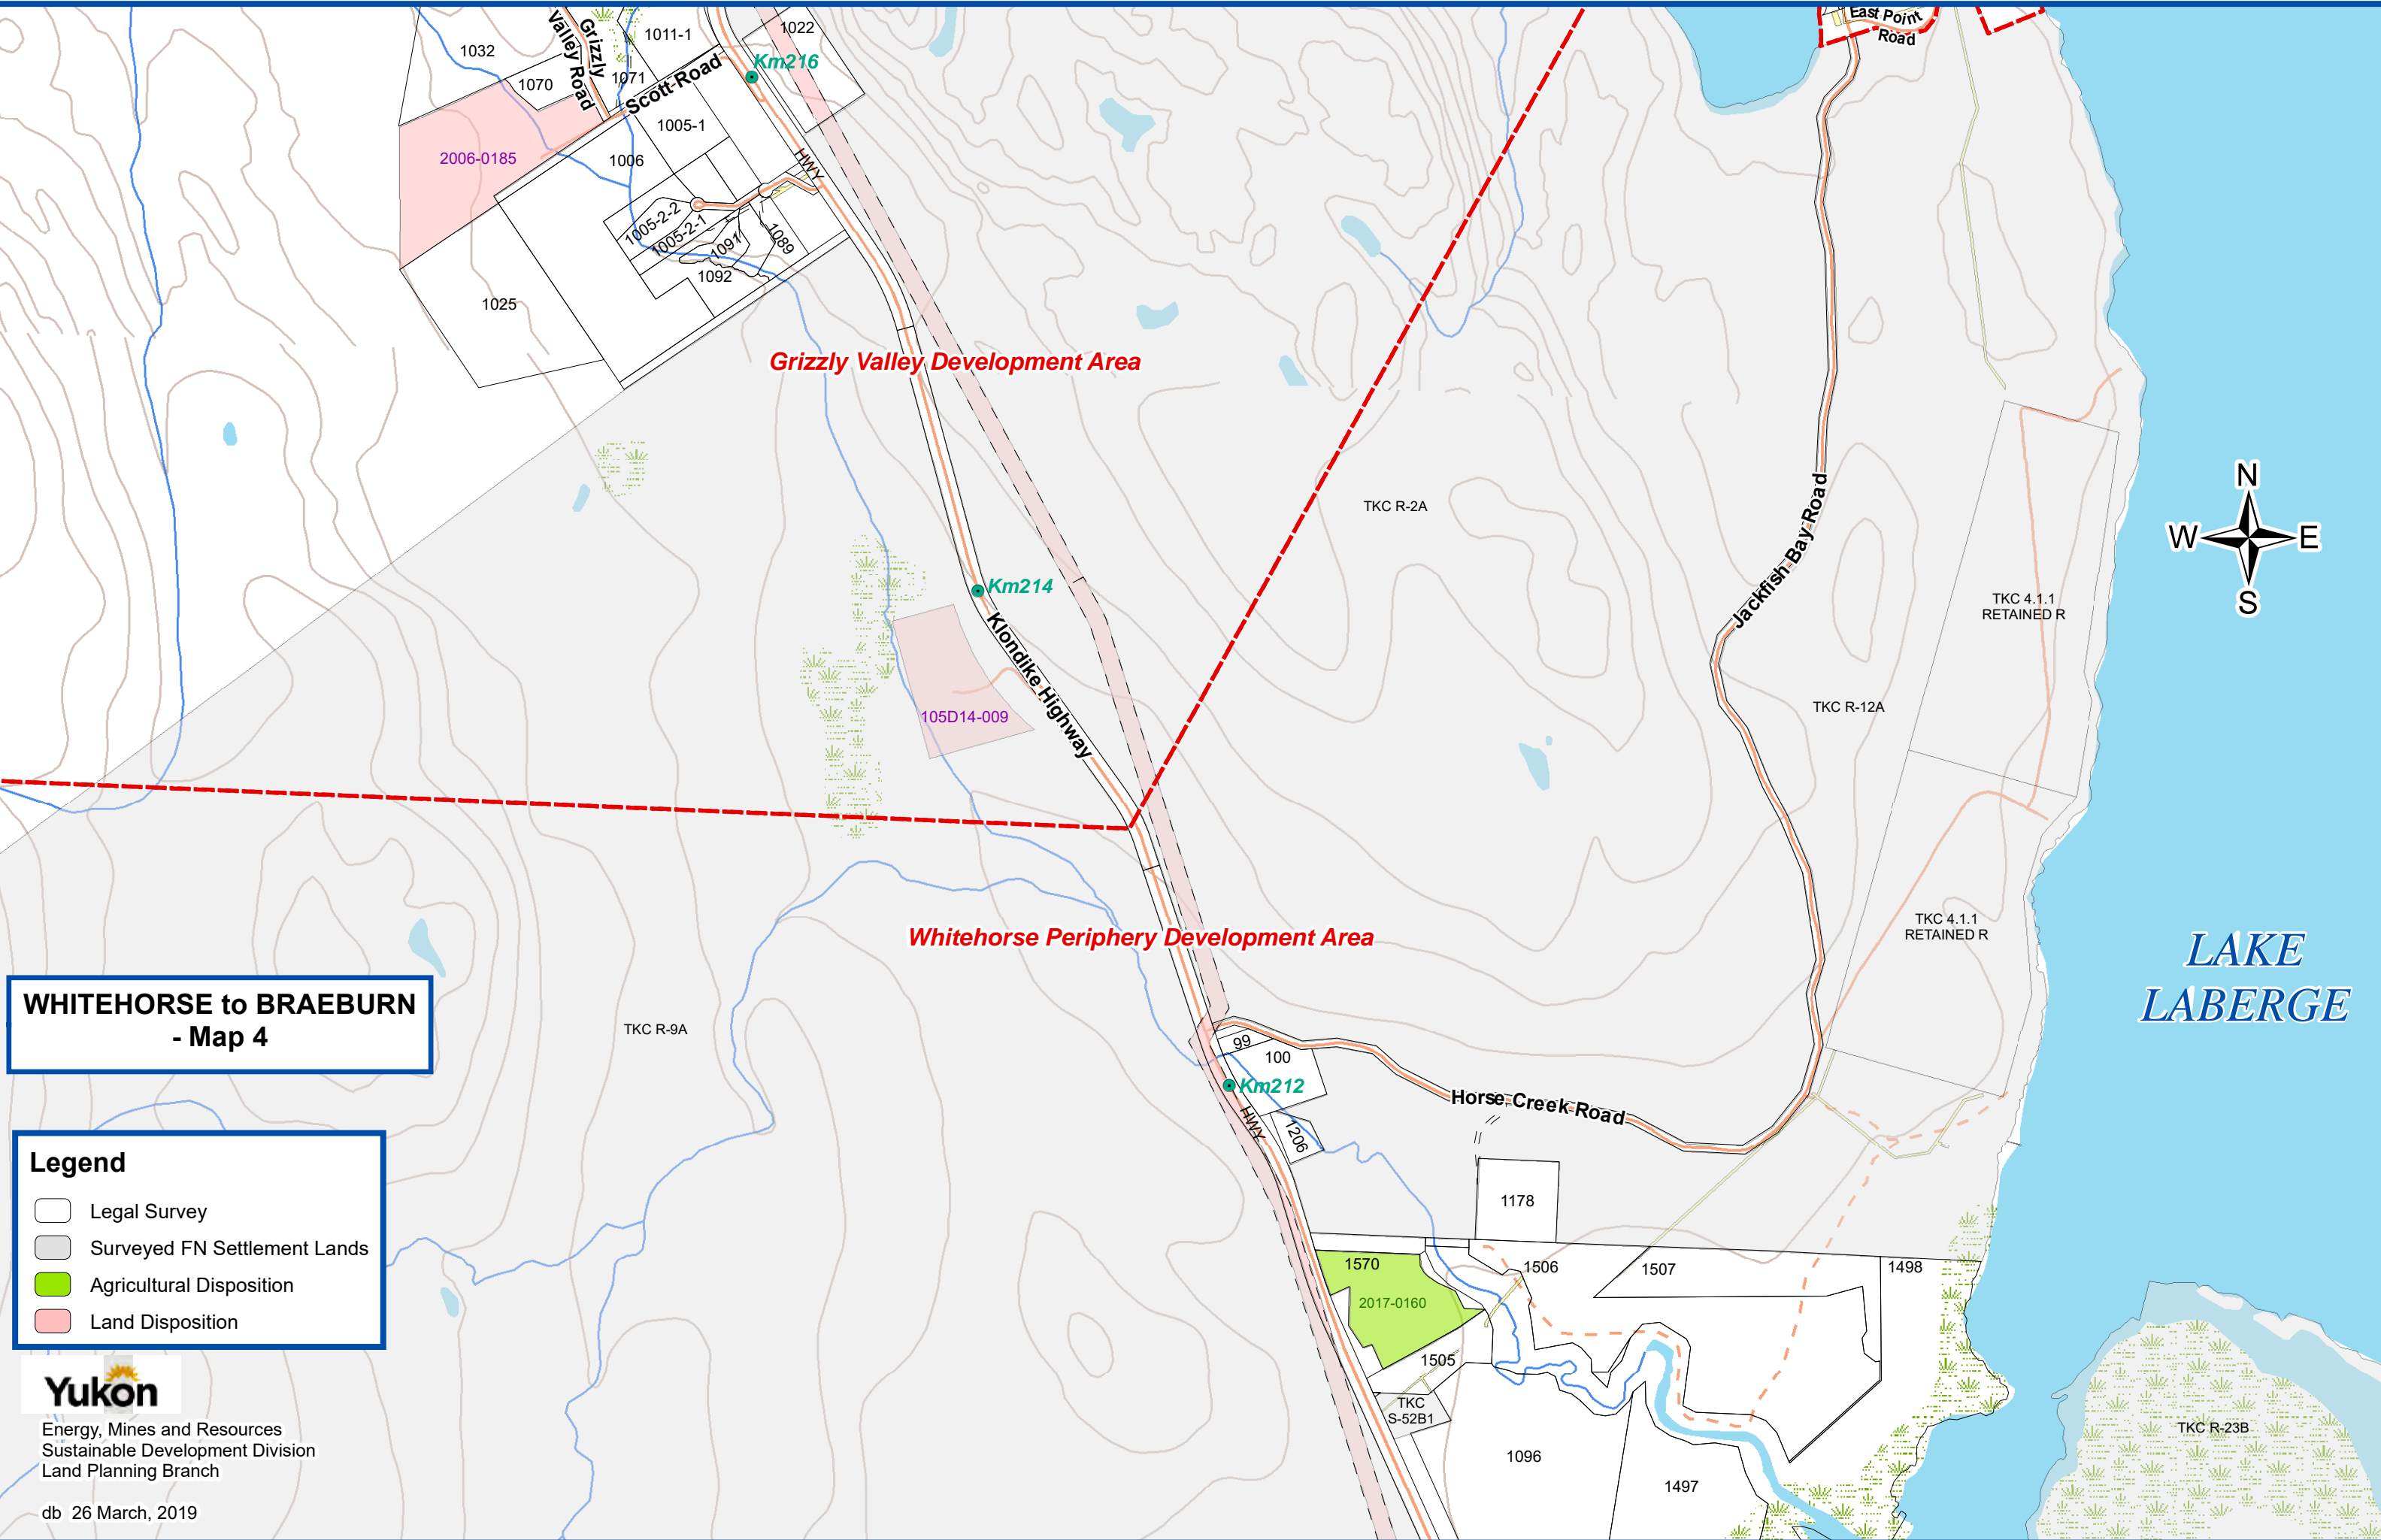 East Point
Road
1022
1011-1
1032
Grizzly
Valley Road
Km216
1070
1071
Scott Road
1005-1
2006-0185
1006
HWY
1005-2-2
1005-2-1
1091
1089
1092
1025
Grizzly Valley Development Area
TKC R-2A
N
W
E
S
Jackfish Bay Road
Km214
TKC 4.1.1
RETAINED R
Klondike Highway
105D14-009
TKC R-12A
Whitehorse Periphery Development Area
TKC 4.1.1
RETAINED R
LAKE
LABERGE
WHITEHORSE to BRAEBURN
- Map 4
TKC R-9A
99
100
Km212
HWY
1206
Horse Creek Road
1178
Legend
Legal Survey
Surveyed FN Settlement Lands
Agricultural Disposition
Land Disposition
1570
2017-0160
1506
1507
1498
1505
TKC
S-52B1
1096
1497
TKC R-23B
Yukon
Energy, Mines and Resources
Sustainable Development Division
Land Planning Branch
db 26 March, 2019